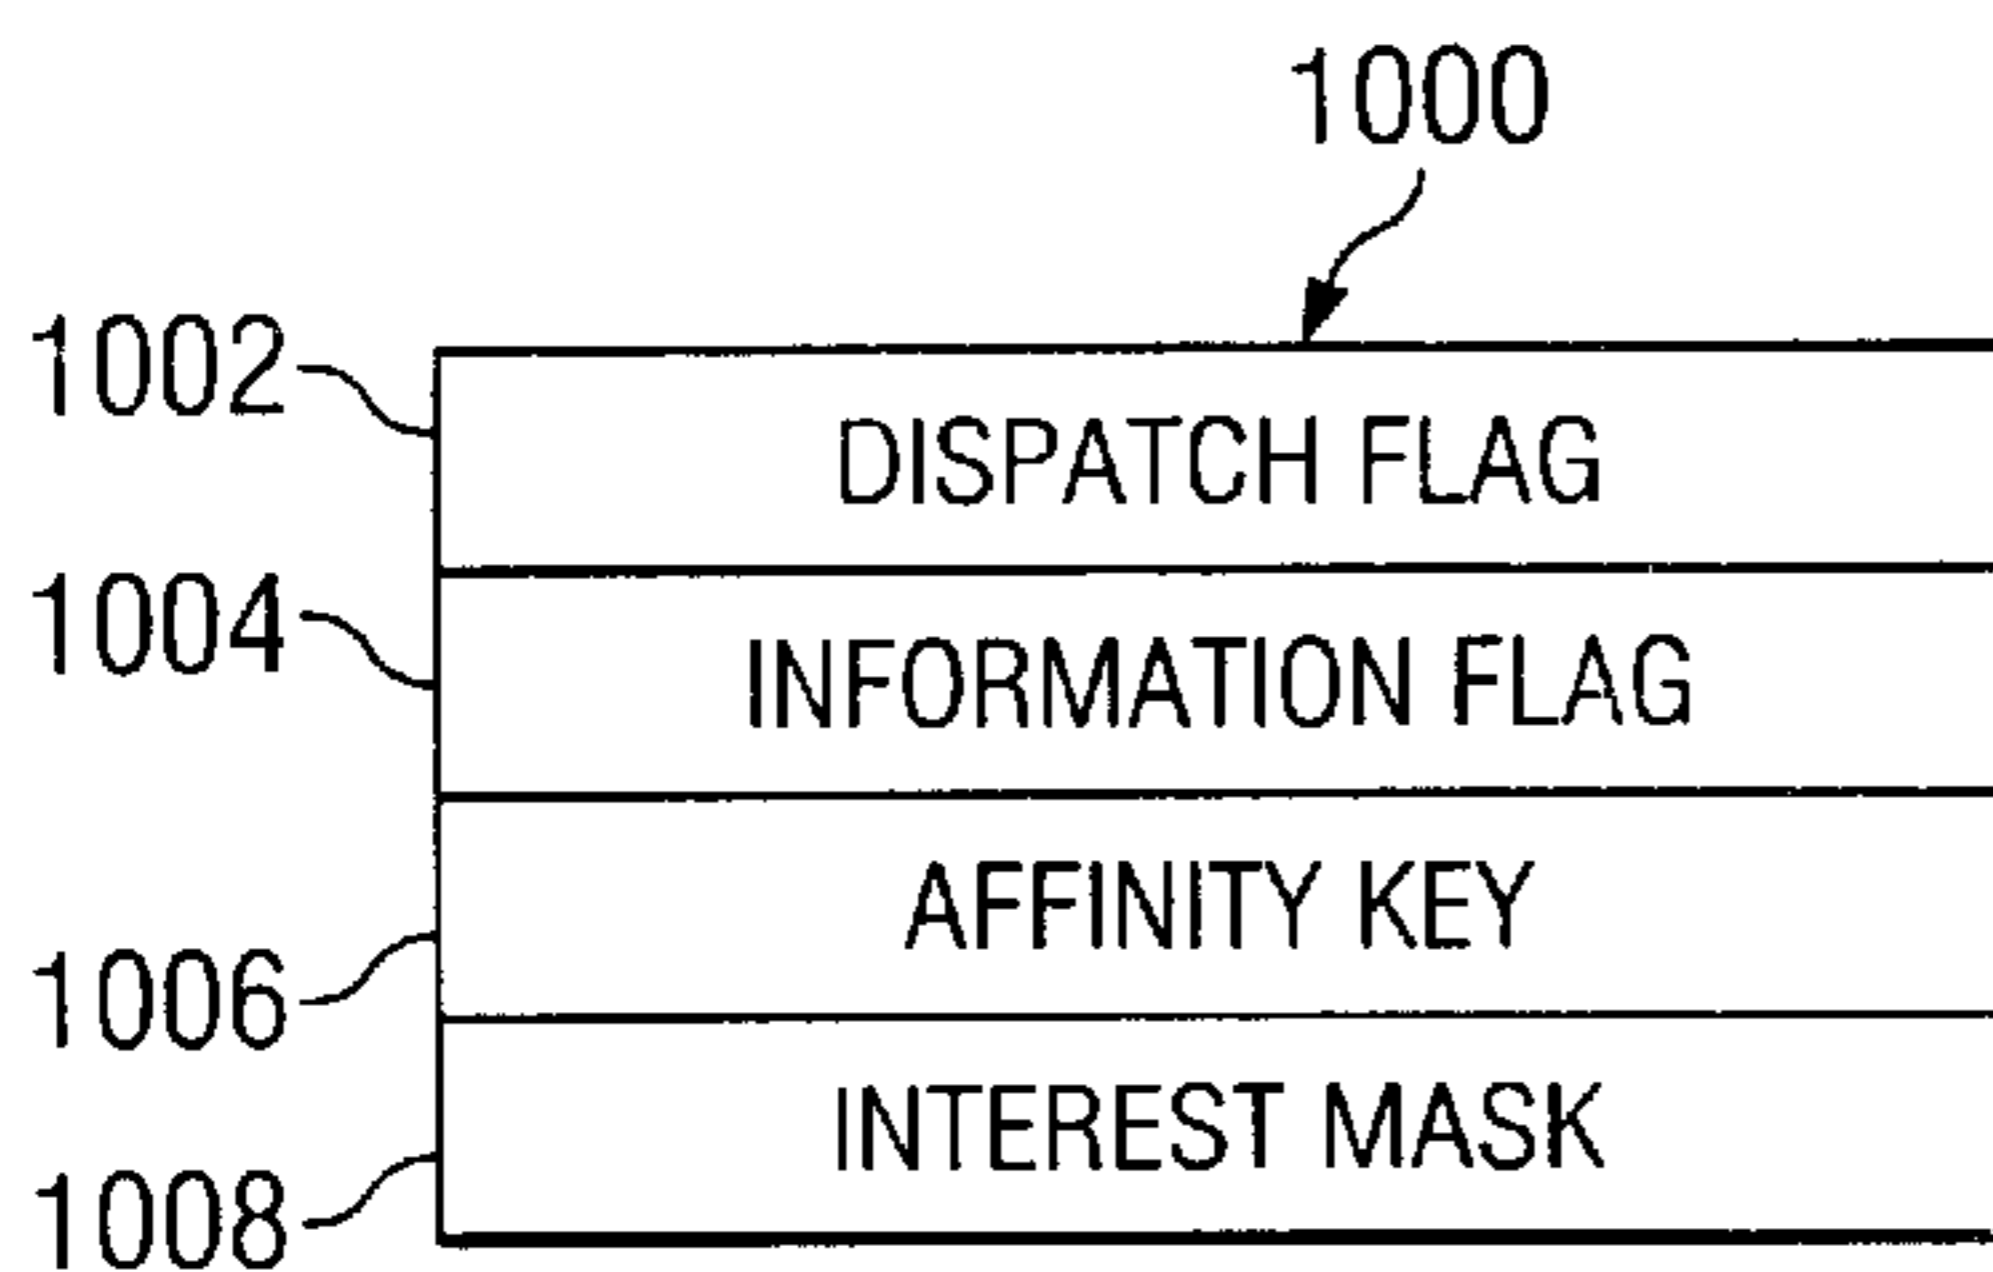 1000
1002 DISPATCH FLAG
1004 INFORMATION FLAG
1006 AFFINITY KEY
1008 INTEREST MASK